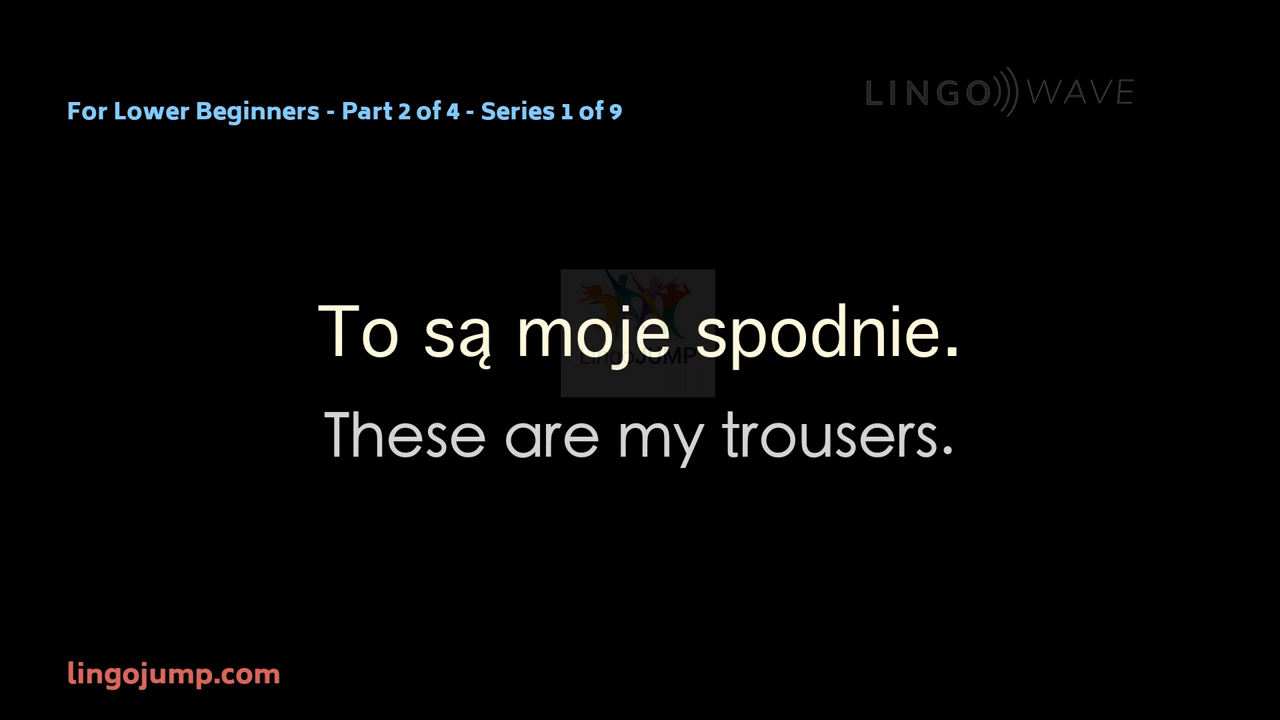 For Lower Beginners - Part 2 of 4 - Series 1 of 9
LINGO WAVE
To są moje spodnie.
LingoJUMP
These are my trousers.
lingojump.com